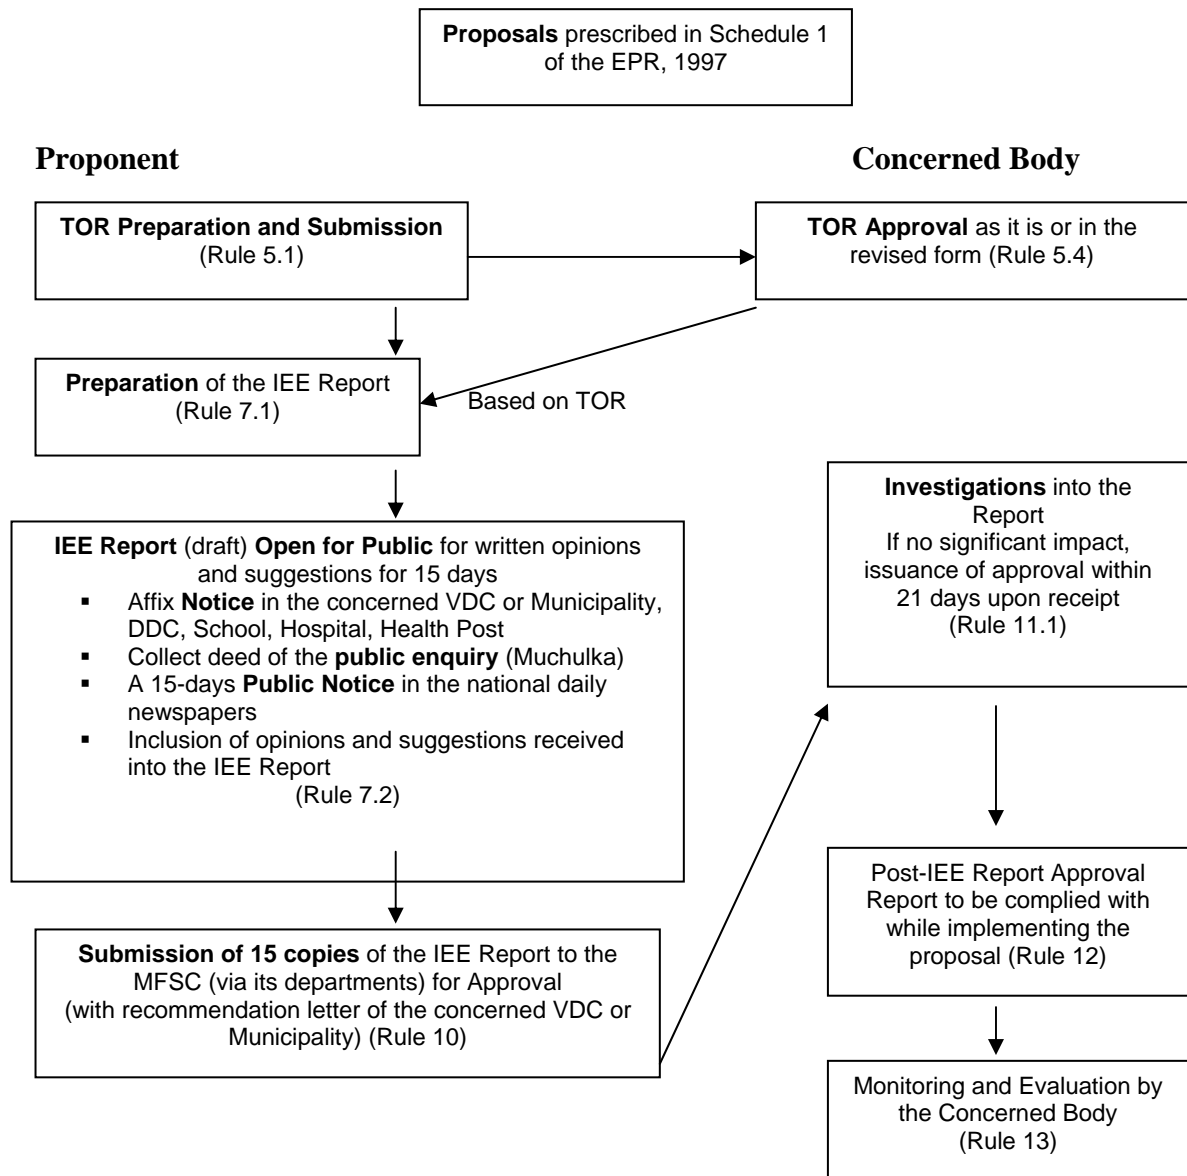 Proposals prescribed in Schedule 1
of the EPR, 1997
Proponent
Concerned Body
TOR Preparation and Submission
(Rule 5.1)
TOR Approval as it is or in the
revised form (Rule 5.4)
Preparation of the IEE Report
(Rule 7.1)
Based on TOR
IEE Report (draft) Open for Public for written opinions
and suggestions for 15 days
▪ Affix Notice in the concerned VDC or Municipality,
DDC, School, Hospital, Health Post
▪ Collect deed of the public enquiry (Muchulka)
▪ A 15-days Public Notice in the national daily
newspapers
▪ Inclusion of opinions and suggestions received
into the IEE Report
(Rule 7.2)
Submission of 15 copies of the IEE Report to the
MFSC (via its departments) for Approval
(with recommendation letter of the concerned VDC or
Municipality) (Rule 10)
Investigations into the
Report
If no significant impact,
issuance of approval within
21 days upon receipt
(Rule 11.1)
Post-IEE Report Approval
Report to be complied with
while implementing the
proposal (Rule 12)
Monitoring and Evaluation by
the Concerned Body
(Rule 13)